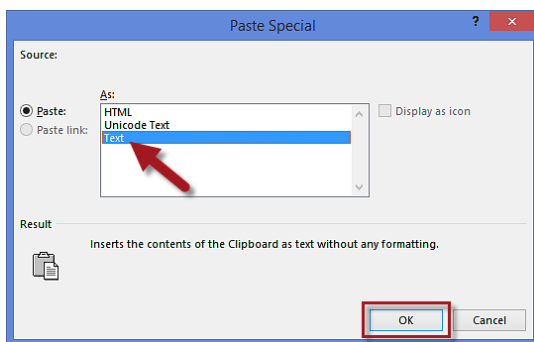 Paste Special
?
Source:
As:
Paste:
HTML
Display as icon
Unicode Text
Paste link:
Text
Result
Inserts the contents of the Clipboard as text without any formatting.
OK
Cancel